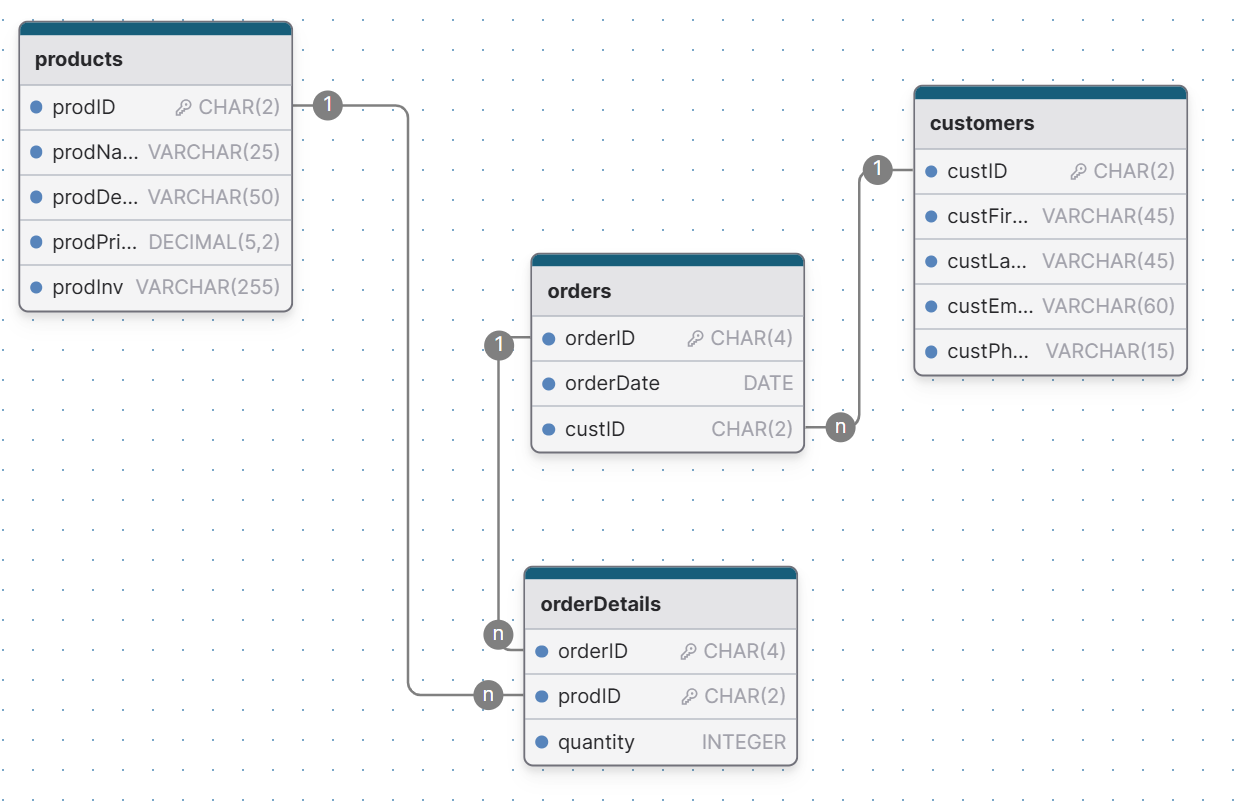 products
prodID CHAR(2)
prodNa... VARCHAR(25)
prodDe... VARCHAR(50)
prodPri... DECIMAL(5,2)
prodInv VARCHAR(255)
1
customers
custID CHAR(2)
custFir... VARCHAR(45)
custLa... VARCHAR(45)
custEm... VARCHAR(60)
custPh... VARCHAR(15)
1
orders
orderID CHAR(4)
orderDate DATE
custID CHAR(2)
1
n
orderDetails
orderID CHAR(4)
prodID CHAR(2)
quantity INTEGER
n
n